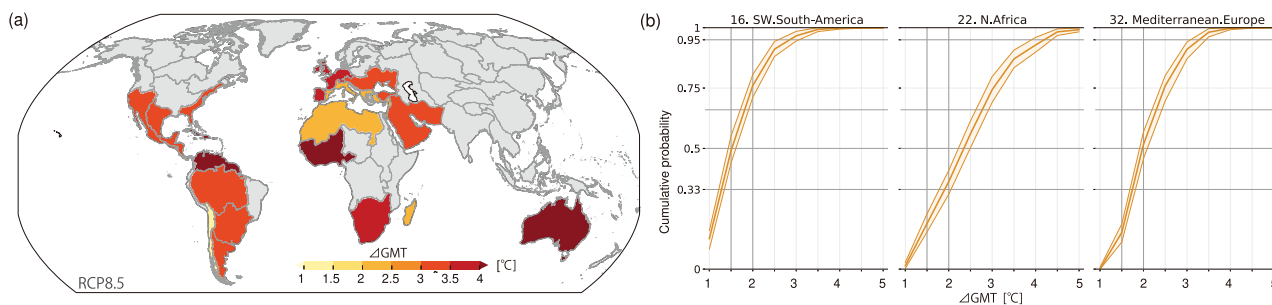 (a)
RCP8.5
⊿GMT
[℃]
1 1.5 2 2.5 3 3.5 4
(b)
16. SW.South-America
22. N.Africa
32. Mediterranean.Europe
Cumulative probability
1
0.95
0.75
0.5
0.33
0
1 2 3 4 5
1 2 3 4 5
1 2 3 4 5
⊿GMT [℃]